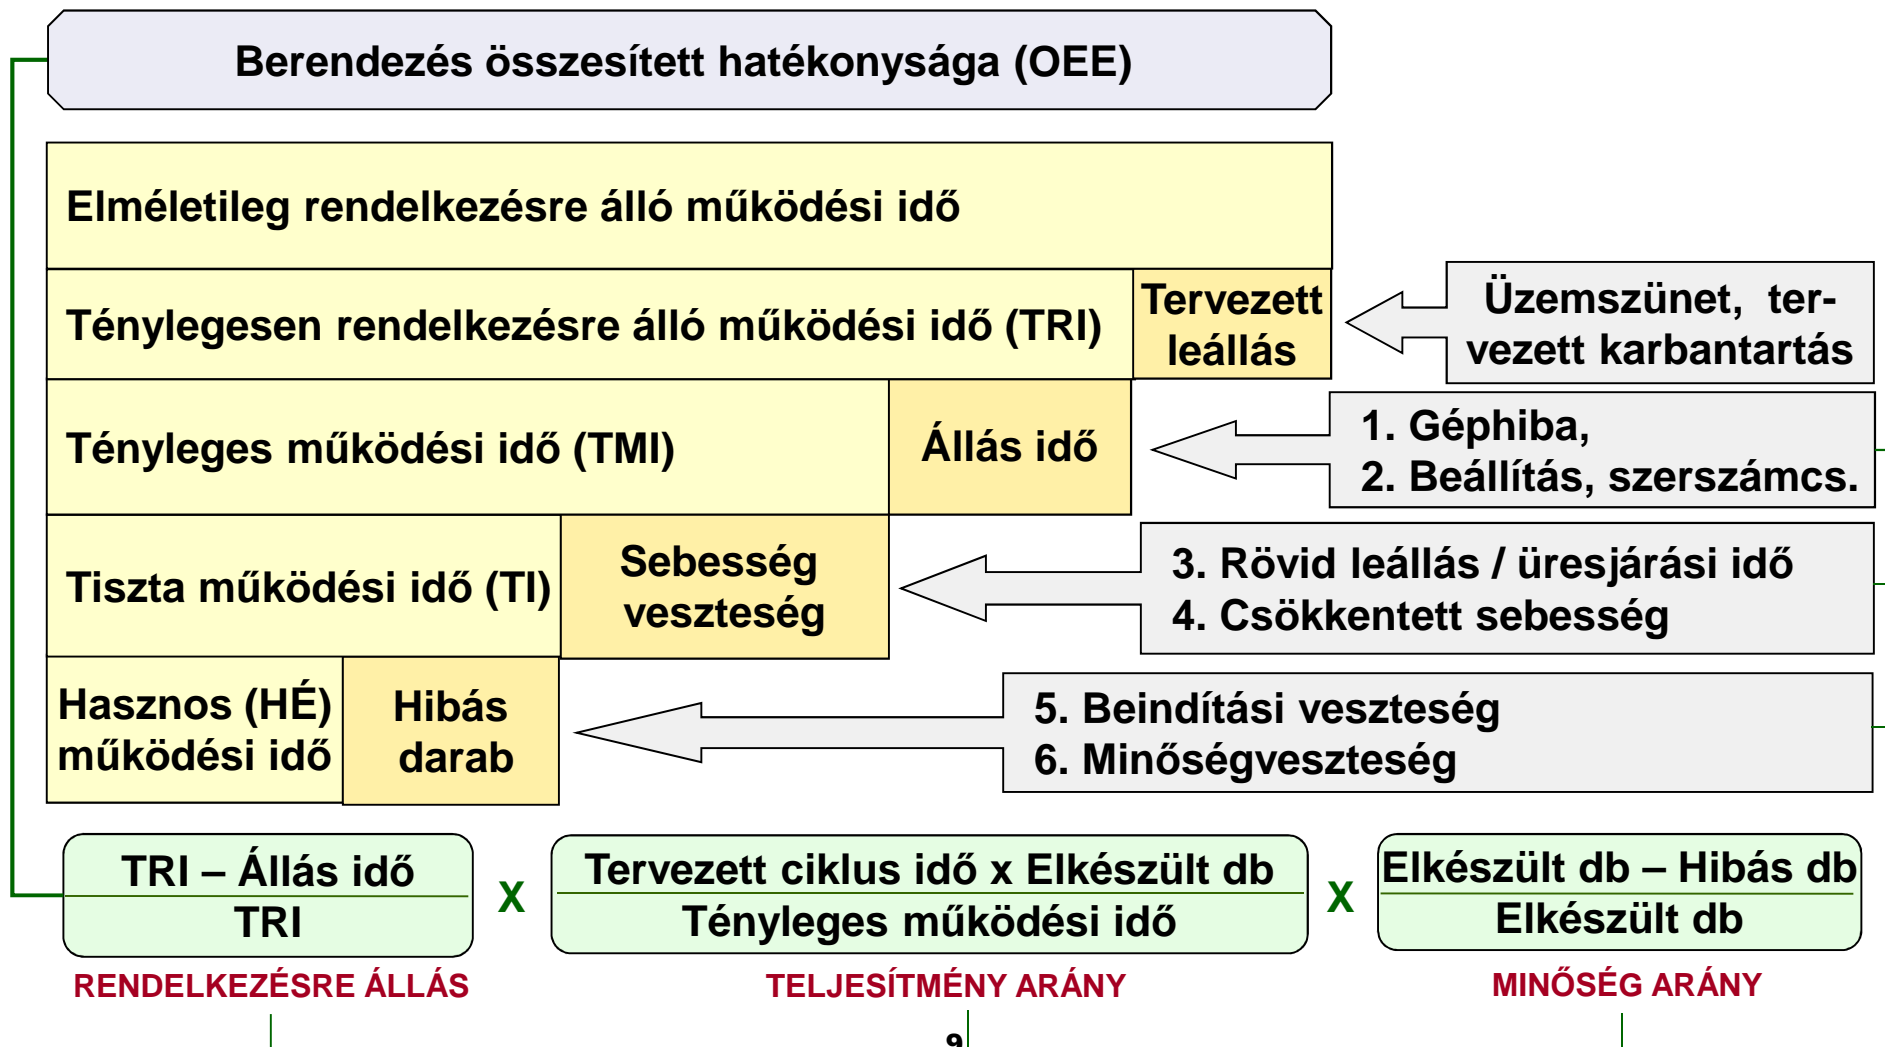 Berendezés összesített hatékonysága (OEE)
Elméletileg rendelkezésre álló működési idő
Ténylegesen rendelkezésre álló működési idő (TRI)
Tervezett
leállás
Üzemszünet, ter-
vezett karbantartás
Tényleges működési idő (TMI)
Állás idő
1. Géphiba,
2. Beállítás, szerszámcs.
Tiszta működési idő (TI)
Sebesség
veszteség
3. Rövid leállás / üresjárási idő
4. Csökkentett sebesség
Hasznos (HÉ)
működési idő
Hibás
darab
5. Beindítási veszteség
6. Minőségveszteség
TRI – Állás idő
TRI
X
Tervezett ciklus idő x Elkészült db
Tényleges működési idő
X
Elkészült db – Hibás db
Elkészült db
RENDELKEZÉSRE ÁLLÁS
TELJESÍTMÉNY ARÁNY
MINŐSÉG ARÁNY
9